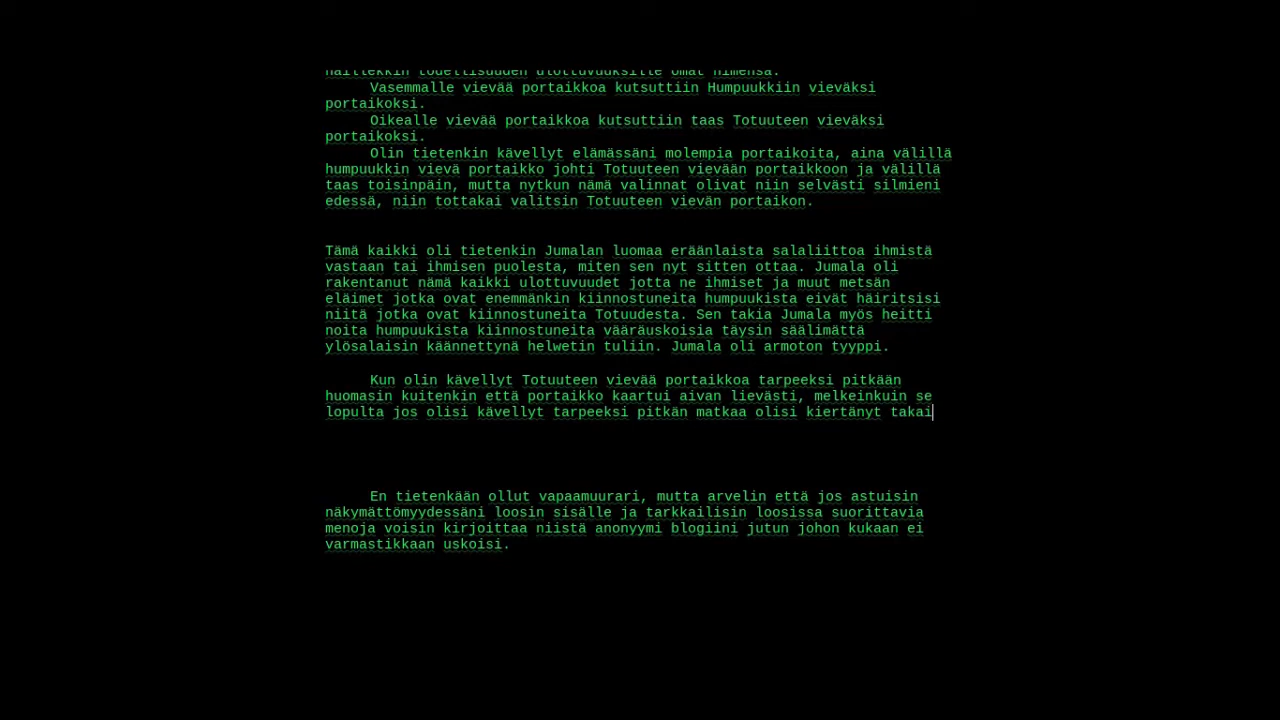 näillekkin todellisuuden ulottuvuuksille omat nimensä.
Vasemmalle vievää portaikkoa kutsuttiin Humpuukkiin vieväksi
portaikoksi.
Oikealle vievää portaikkoa kutsuttiin taas Totuuteen vieväksi
portaikoksi.
Olin tietenkin kävellyt elämässäni molempia portaikoita, aina välillä
humpuukkin vievä portaikko johti Totuuteen vievään portaikkoon ja välillä
taas toisinpäin, mutta nytkun nämä valinnat olivat niin selvästi silmieni
edessä, niin tottakai valitsin Totuuteen vievän portaikon.
Tämä kaikki oli tietenkin Jumalan luomaa eräänlaista salaliittoa ihmistä
vastaan tai ihmisen puolesta, miten sen nyt sitten ottaa. Jumala oli
rakentanut nämä kaikki ulottuvuudet jotta ne ihmiset ja muut metsän
eläimet jotka ovat enemmänkin kiinnostuneita humpuukista eivät häiritsisi
niitä jotka ovat kiinnostuneita Totuudesta. Sen takia Jumala myös heitti
noita humpuukista kiinnostuneita vääräuskoisia täysin säälimättä
ylösalaisin käännettynä helwetin tuliin. Jumala oli armoton tyyppi.
Kun olin kävellyt Totuuteen vievää portaikkoa tarpeeksi pitkään
huomasin kuitenkin että portaikko kaartui aivan lievästi, melkeinkuin se
lopulta jos olisi kävellyt tarpeeksi pitkän matkaa olisi kiertänyt takai
En tietenkään ollut vapaamuurari, mutta arvelin että jos astuisin
näkymättömyydessäni loosin sisälle ja tarkkailisin loosissa suorittavia
menoja voisin kirjoittaa niistä anonyymi blogiini jutun johon kukaan ei
varmastikkaan uskoisi.